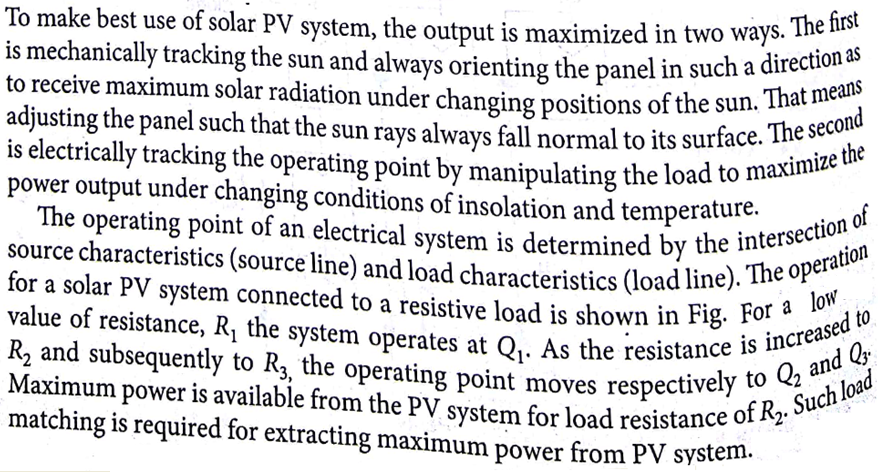 To make best use of solar PV system, the output is maximized in two ways. The first
is mechanically tracking the sun and always orienting the panel in such a direction as
to receive maximum solar radiation under changing positions of the sun. That means
adjusting the panel such that the sun rays always fall normal to its surface. The second
is electrically tracking the operating point by manipulating the load to maximize the
power output under changing conditions of insolation and temperature.
The operating point of an electrical system is determined by the intersection of
source characteristics (source line) and load characteristics (load line). The operation
for a solar PV system connected to a resistive load is shown in Fig. For a low
value of resistance, R₁ the system operates at Q₁. As the resistance is increased to
R₂ and subsequently to R₃, the operating point moves respectively to Q₂ and Q₃.
Maximum power is available from the PV system for load resistance of R₂. Such load
matching is required for extracting maximum power from PV system.